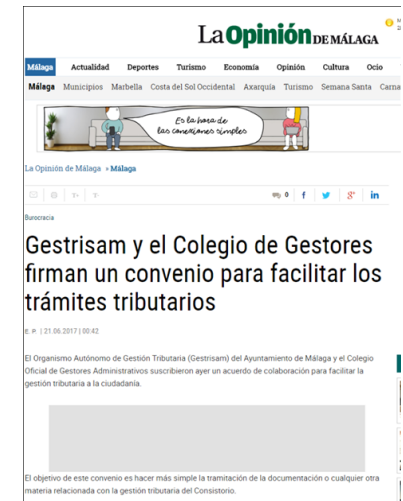 La Opinión DE MÁLAGA
Málaga Actualidad Deportes Turismo Economía Opinión Cultura Ocio
Málaga Municipios Marbella Costa del Sol Occidental Axarquía Turismo Semana Santa Carna
Es la hora de
las conexiones simples
La Opinión de Málaga » Málaga
0 f g+ in
Burocracia
Gestrisam y el Colegio de Gestores
firman un convenio para facilitar los
trámites tributarios
E. P. | 21.06.2017 | 00:42
El Organismo Autónomo de Gestión Tributaria (Gestrisam) del Ayuntamiento de Málaga y el Colegio
Oficial de Gestores Administrativos suscribieron ayer un acuerdo de colaboración para facilitar la
gestión tributaria a la ciudadanía.
El objetivo de este convenio es hacer más simple la tramitación de la documentación o cualquier otra
materia relacionada con la gestión tributaria del Consistorio.